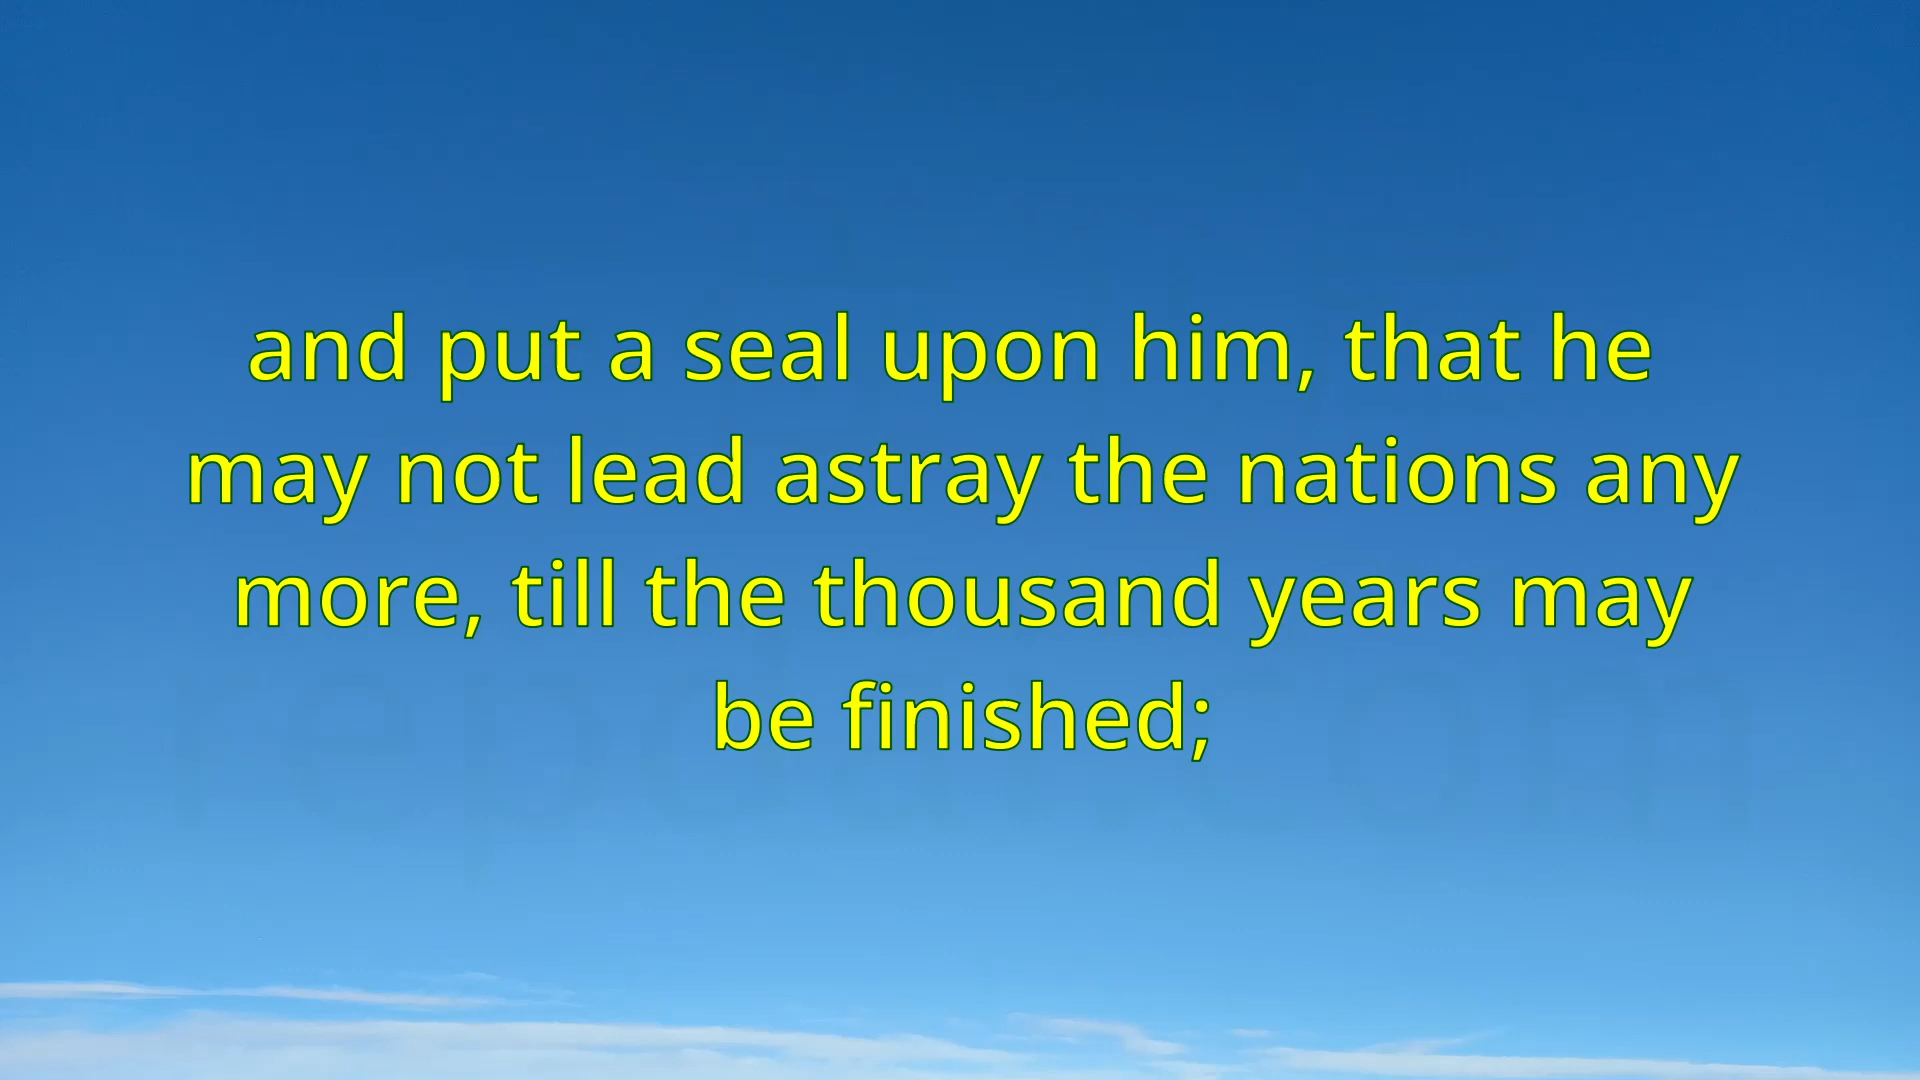 and put a seal upon him, that he
may not lead astray the nations any
more, till the thousand years may
be finished;